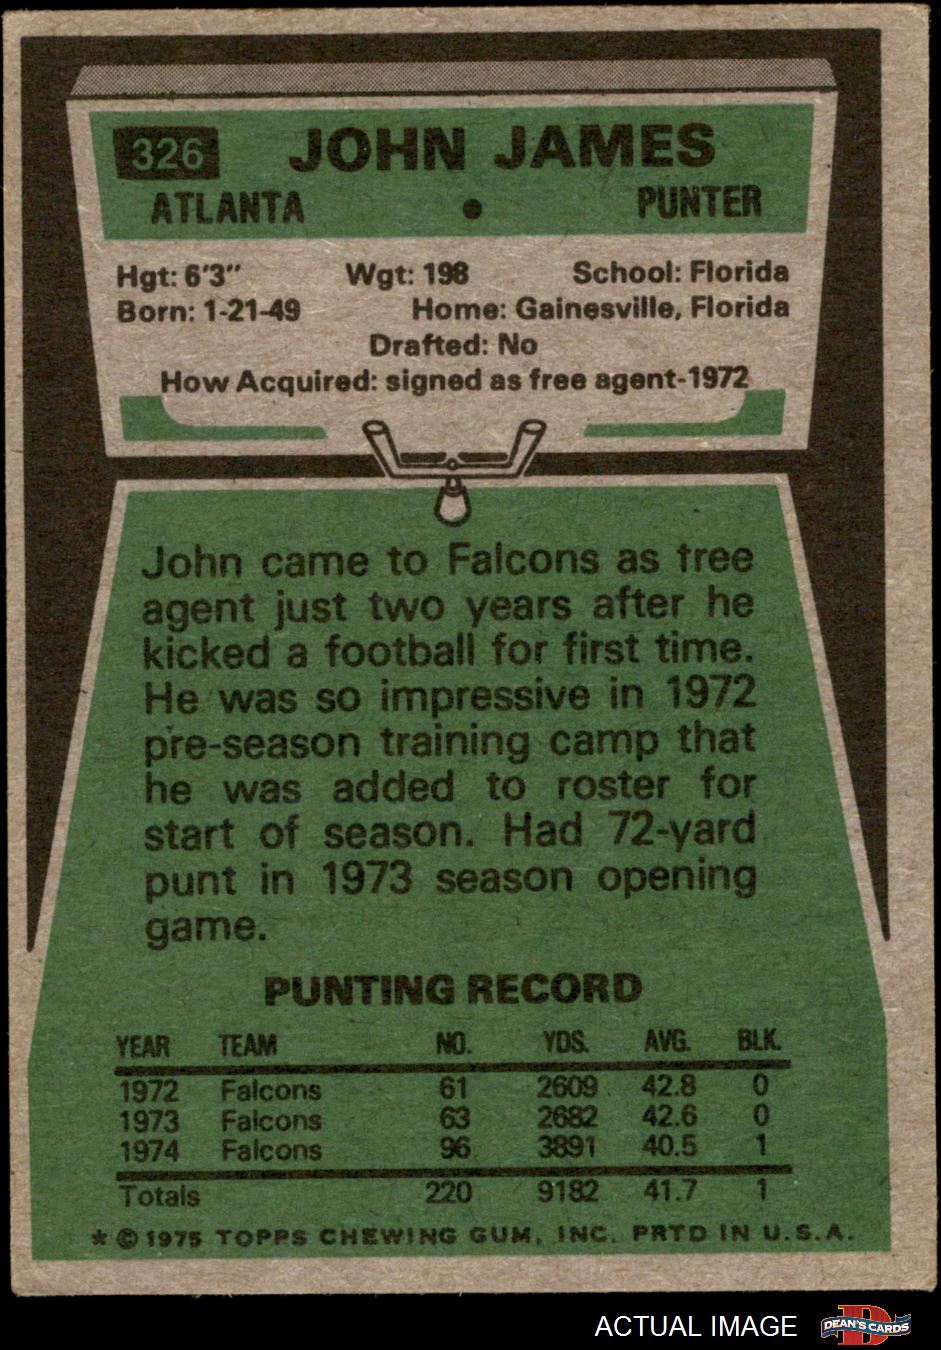 326 JOHN JAMES
ATLANTA • PUNTER
Hgt: 6'3" Wgt: 198 School: Florida
Born: 1-21-49 Home: Gainesville, Florida
Drafted: No
How Acquired: signed as free agent-1972
John came to Falcons as free
agent just two years after he
kicked a football for first time.
He was so impressive in 1972
pre-season training camp that
he was added to roster for
start of season. Had 72-yard
punt in 1973 season opening
game.
PUNTING RECORD
YEAR TEAM NO. YDS. AVG. BLK.
1972 Falcons 61 2609 42.8 0
1973 Falcons 63 2682 42.6 0
1974 Falcons 96 3891 40.5 1
Totals 220 9182 41.7 1
* © 1975 TOPPS CHEWING GUM, INC. PRTD IN U.S.A.
ACTUAL IMAGE D DEAN'S CARDS